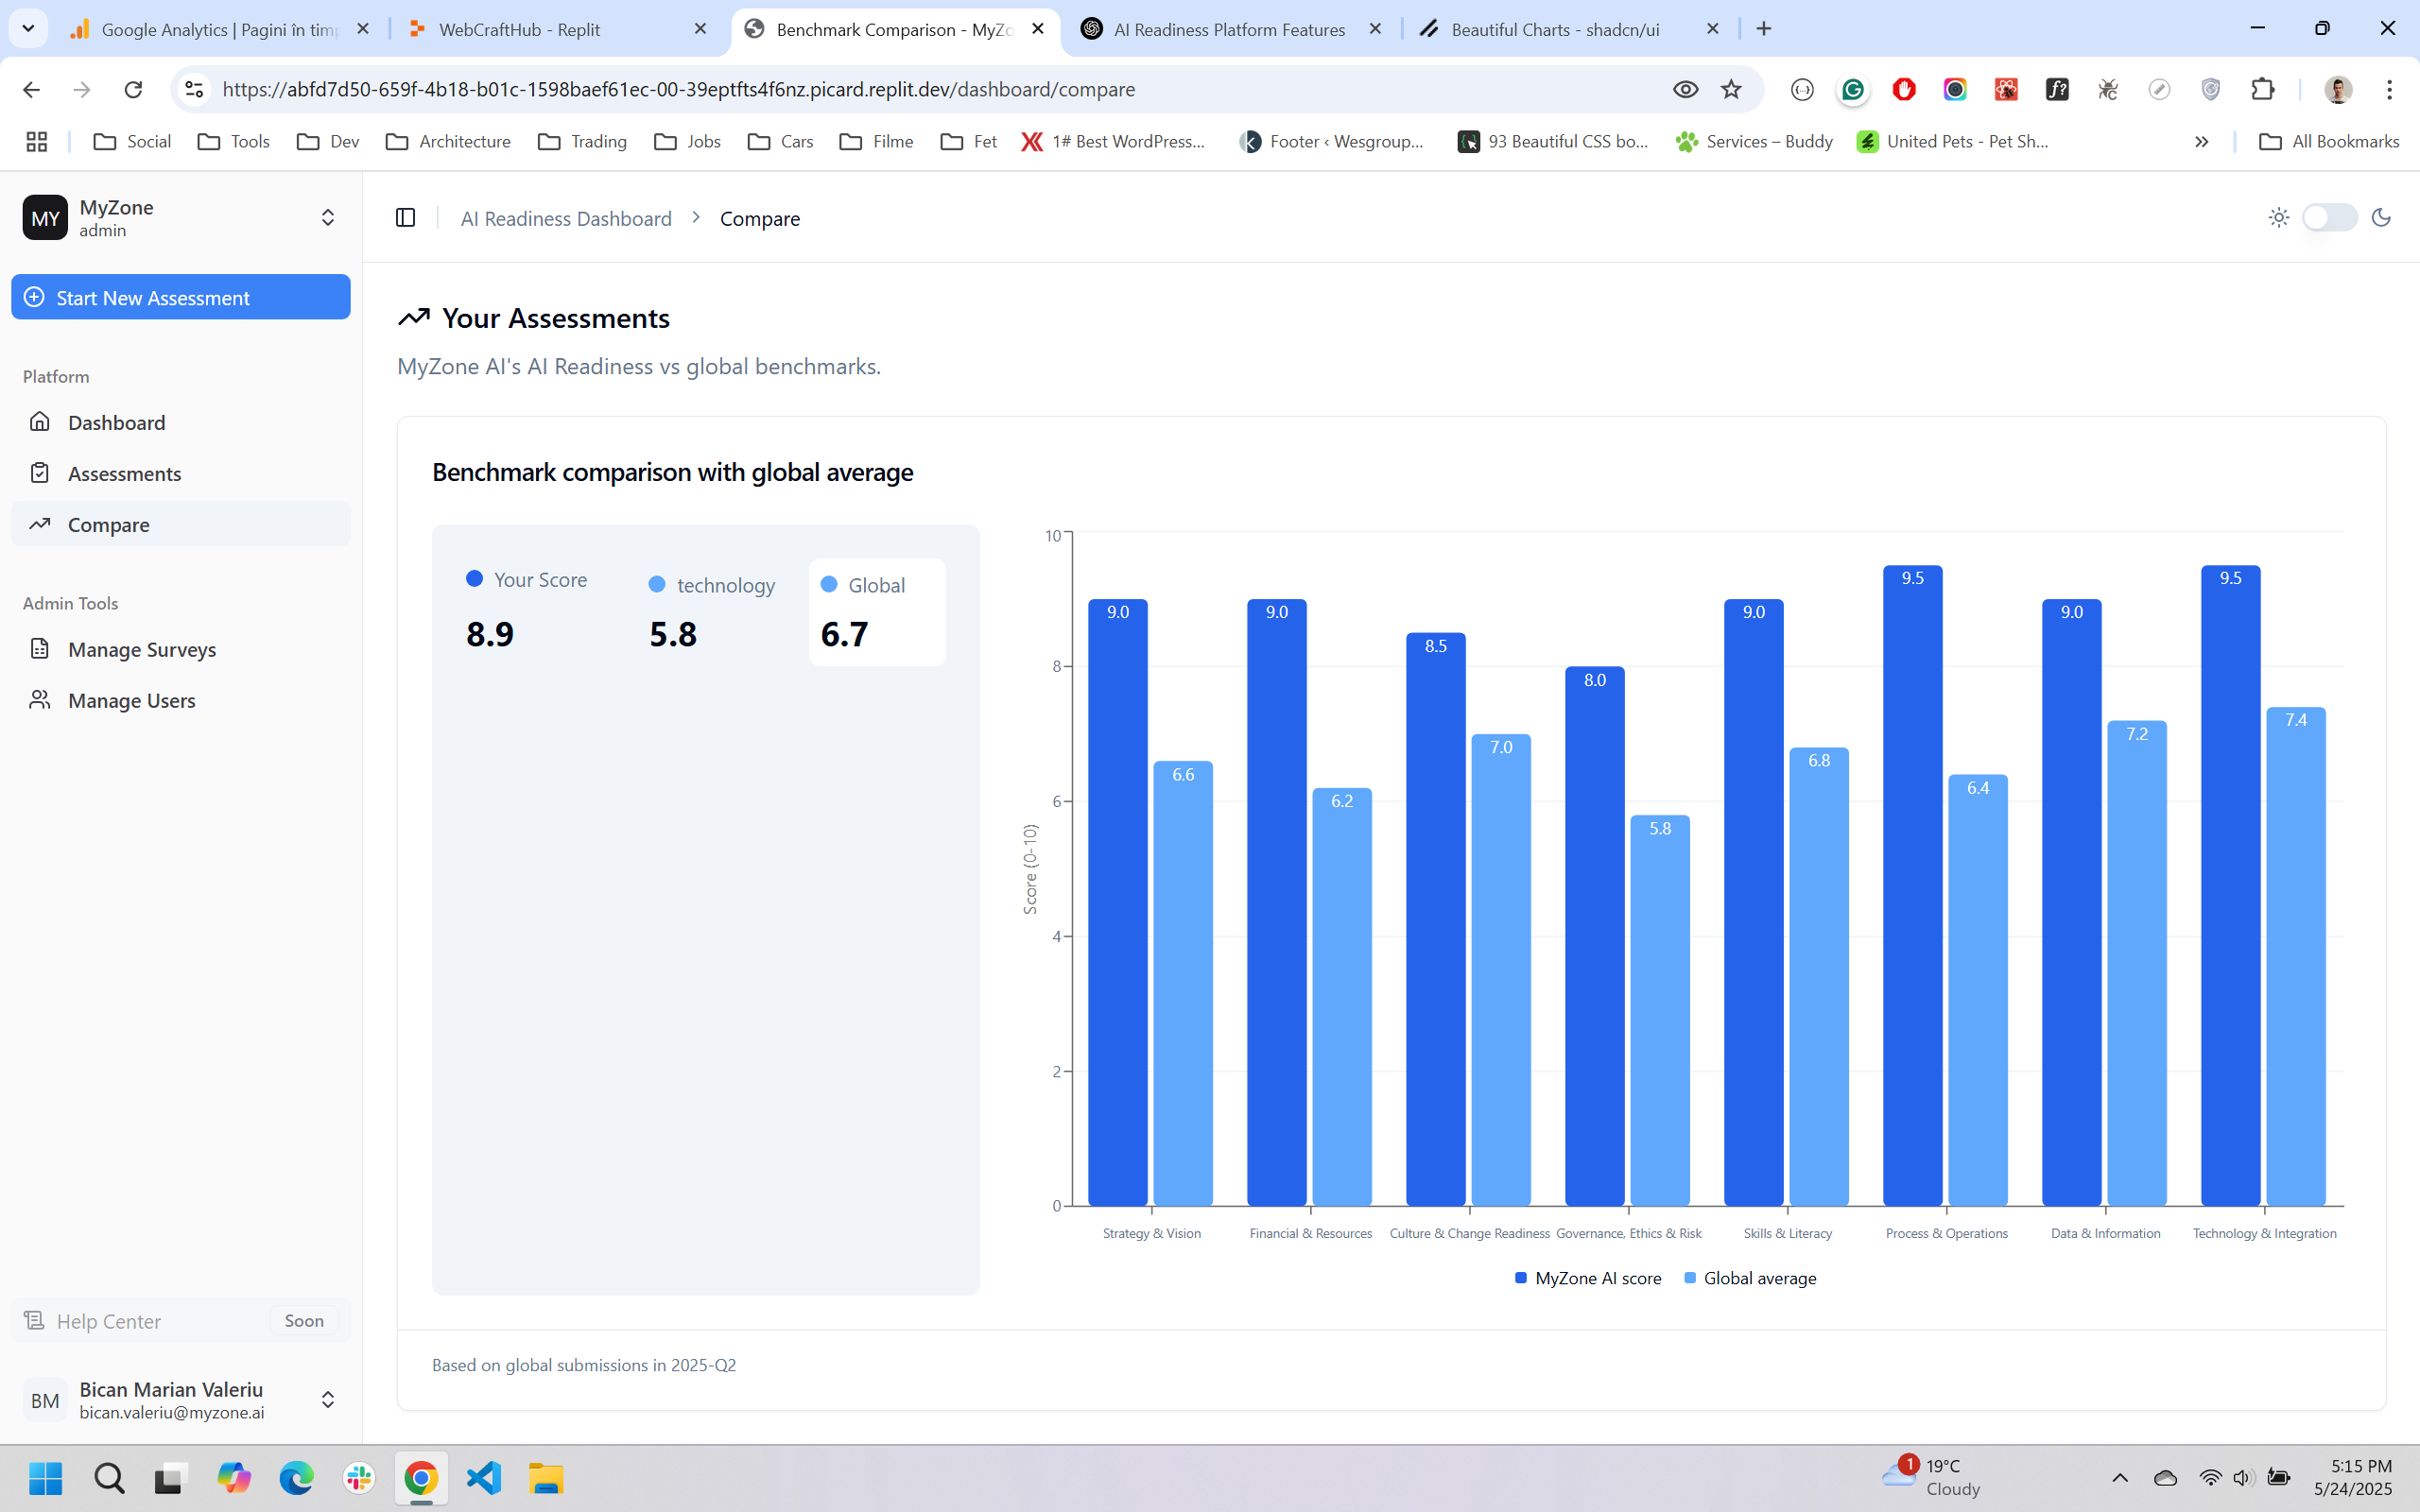 Google Analytics | Pagini în timp
WebCraftHub - Replit
Benchmark Comparison - MyZo
AI Readiness Platform Features
Beautiful Charts - shadcn/ui
https://abfd7d50-659f-4b18-b01c-1598baef61ec-00-39eptfts4f6nz.picard.replit.dev/dashboard/compare
Social
Tools
Dev
Architecture
Trading
Jobs
Cars
Filme
Fet
1# Best WordPress...
Footer ‹ Wesgroup...
93 Beautiful CSS bo...
Services – Buddy
United Pets - Pet Sh...
All Bookmarks
MY
MyZone
admin
AI Readiness Dashboard
Compare
Start New Assessment
Platform
Dashboard
Assessments
Compare
Admin Tools
Manage Surveys
Manage Users
Help Center
Soon
BM
Bican Marian Valeriu
bican.valeriu@myzone.ai
Your Assessments
MyZone AI's AI Readiness vs global benchmarks.
Benchmark comparison with global average
Your Score
8.9
technology
5.8
Global
6.7
Score (0-10)
10
8
6
4
2
0
9.0
6.6
9.0
6.2
8.5
7.0
8.0
5.8
9.0
6.8
9.5
6.4
9.0
7.2
9.5
7.4
Strategy & Vision
Financial & Resources
Culture & Change Readiness
Governance, Ethics & Risk
Skills & Literacy
Process & Operations
Data & Information
Technology & Integration
MyZone AI score
Global average
Based on global submissions in 2025-Q2
1
19°C
Cloudy
5:15 PM
5/24/2025